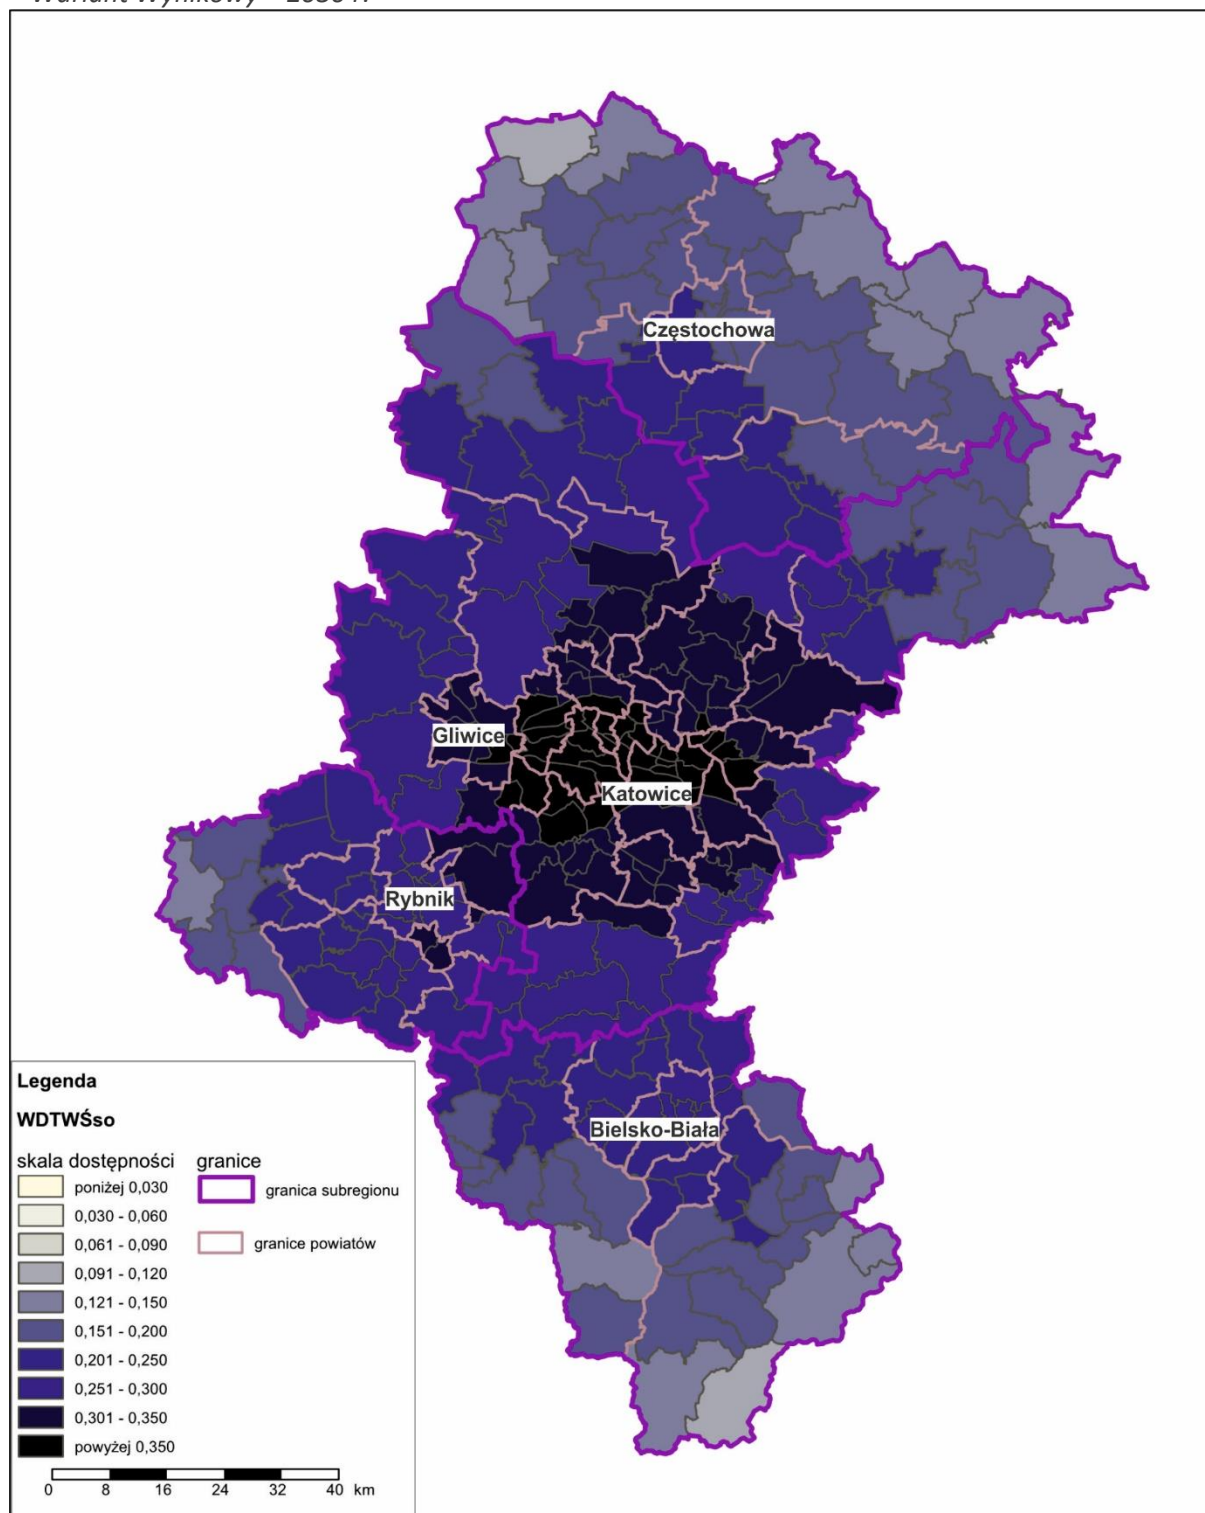 Częstochowa
Gliwice
Katowice
Rybnik
Bielsko-Biała
Legenda
WDTWŚso
skala dostępności
poniżej 0,030
0,030 - 0,060
0,061 - 0,090
0,091 - 0,120
0,121 - 0,150
0,151 - 0,200
0,201 - 0,250
0,251 - 0,300
0,301 - 0,350
powyżej 0,350
granice
granica subregionu
granice powiatów
0 8 16 24 32 40 km